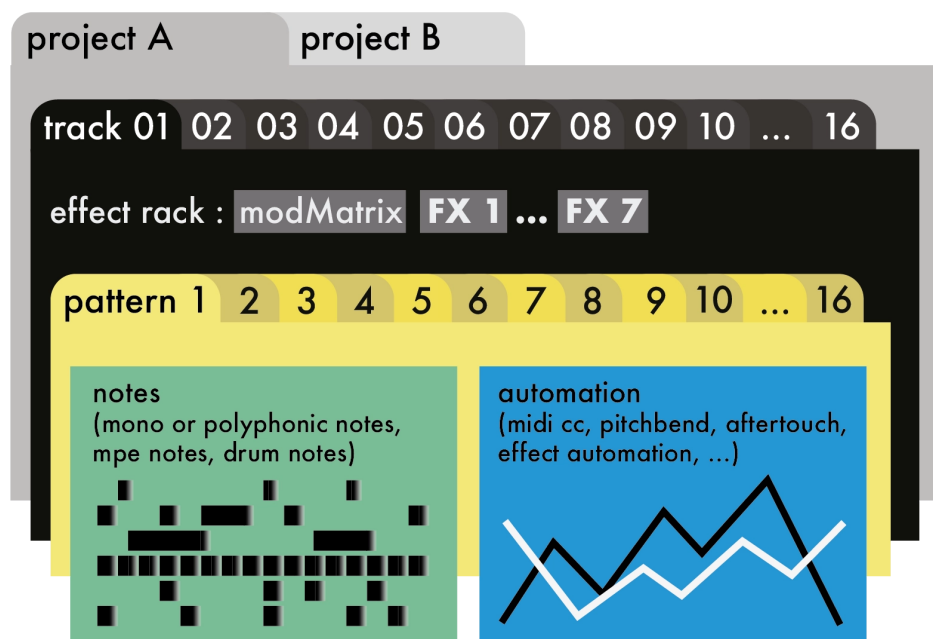 project A project B
track 01 02 03 04 05 06 07 08 09 10 ... 16
effect rack : modMatrix FX 1 ... FX 7
pattern 1 2 3 4 5 6 7 8 9 10 ... 16
notes
(mono or polyphonic notes,
mpe notes, drum notes)
automation
(midi cc, pitchbend, aftertouch,
effect automation, ...)